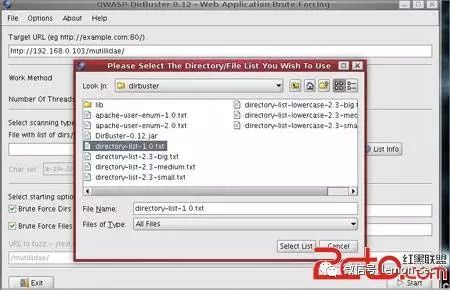 OWASP DirBuster 0.12 - Web Application Brute Forcing
File Options About Help
Target URL (eg http://example.com:80/)
http://192.168.0.103/mutillidae/
Work Method
Number Of Threads
Select scanning type
File with list of dirs/
List Info
Char set
Select starting option
Brute Force Dirs
Brute Force Files
URL to fuzz - /test
/mutillidae/
Exit
Start
Please Select The Directory/File List You Wish To Use
Look In: dirbuster
lib
apache-user-enum-1.0.txt
apache-user-enum-2.0.txt
DirBuster-0.12.jar
directory-list-1.0.txt
directory-list-2.3-big.txt
directory-list-2.3-medium.txt
directory-list-2.3-small.txt
directory-list-lowercase-2.3-big.t
directory-list-lowercase-2.3-med
directory-list-lowercase-2.3-sma
File Name: directory-list-1.0.txt
Files of Type: All Files
Select List Cancel
红黑联盟
微信号: lemon-sec